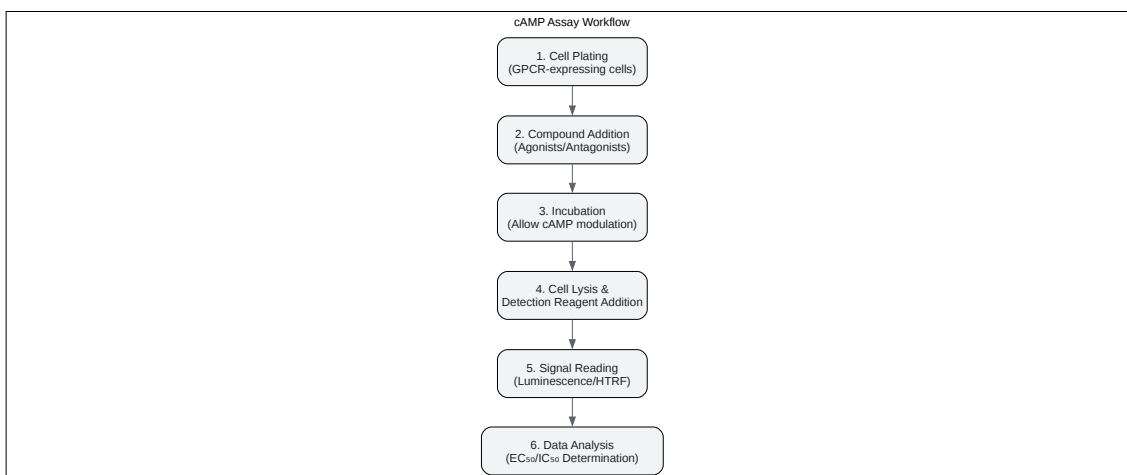 cAMP Assay Workflow
1. Cell Plating
(GPCR-expressing cells)
2. Compound Addition
(Agonists/Antagonists)
3. Incubation
(Allow cAMP modulation)
4. Cell Lysis &
Detection Reagent Addition
5. Signal Reading
(Luminescence/HTRF)
6. Data Analysis
(EC₅₀/IC₅₀ Determination)